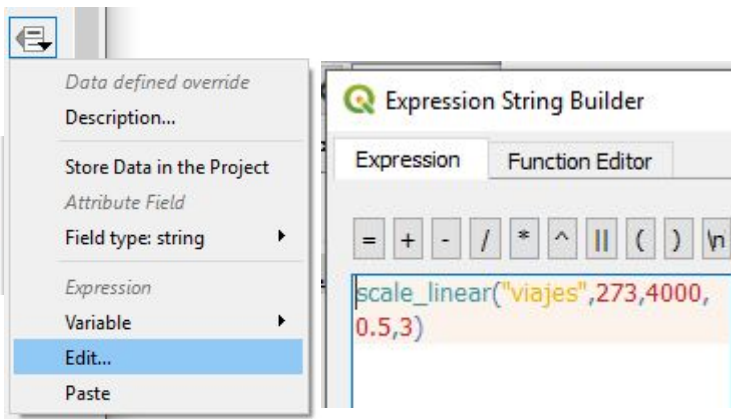 Data defined override
Description...
Store Data in the Project
Attribute Field
Field type: string
Expression
Variable
Edit...
Paste
Expression String Builder
Expression Function Editor
= + - / * ^ || ( ) \n
scale_linear("viajes",273,4000,
0.5,3)